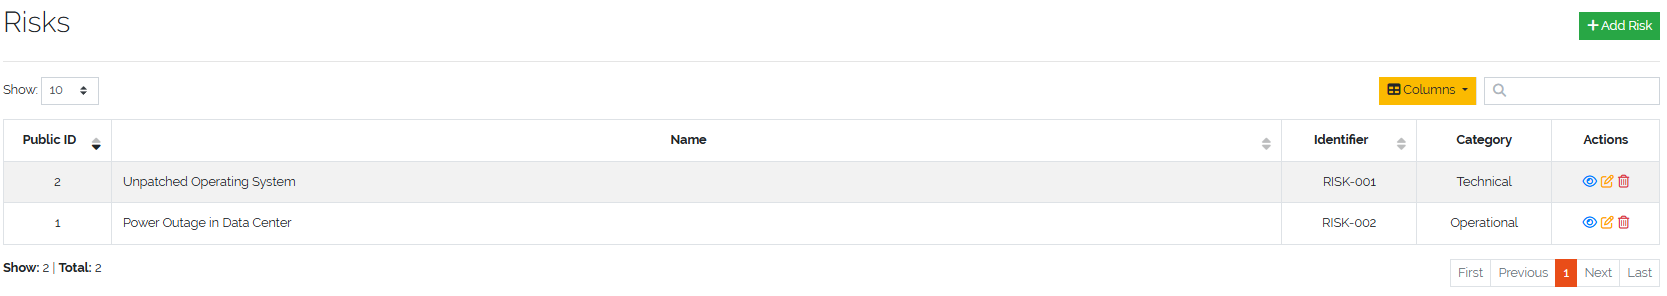 Risks
Add Risk
Show: 10
Columns
Public ID Name Identifier Category Actions
2 Unpatched Operating System RISK-001 Technical
1 Power Outage in Data Center RISK-002 Operational
Show: 2 | Total: 2
First Previous 1 Next Last